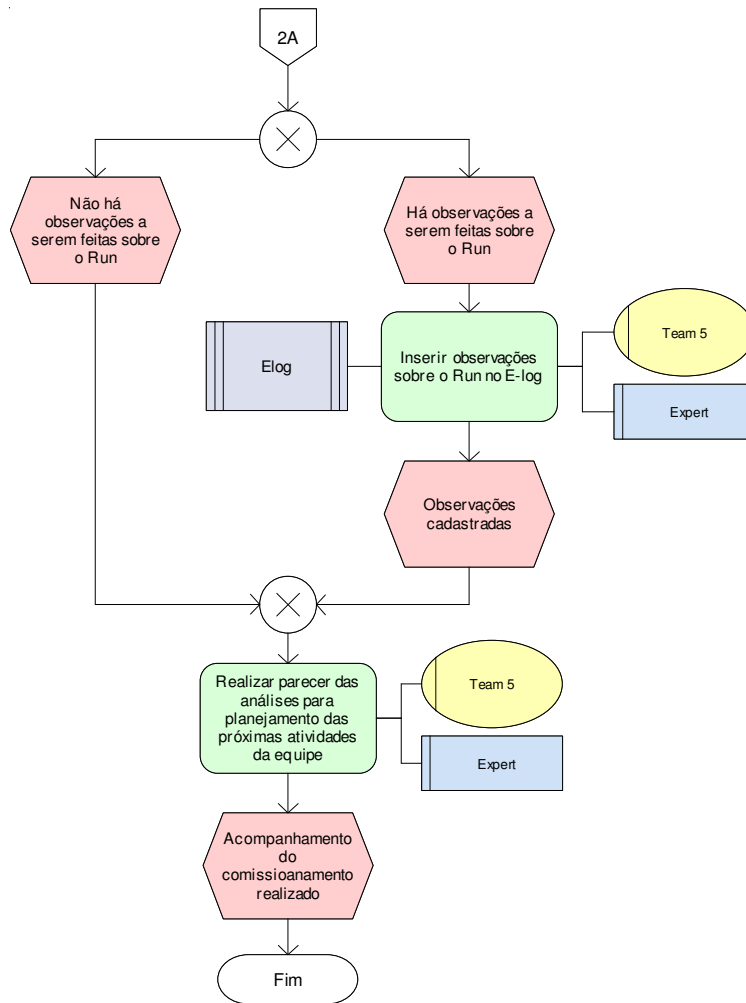 2A
Não há
observações a
serem feitas sobre
o Run
Há observações a
serem feitas sobre
o Run
Elog
Inserir observações
sobre o Run no E-log
Team 5
Expert
Observações
cadastradas
Realizar parecer das
análises para
planejamento das
próximas atividades
da equipe
Team 5
Expert
Acompanhamento
do
comissioanamento
realizado
Fim